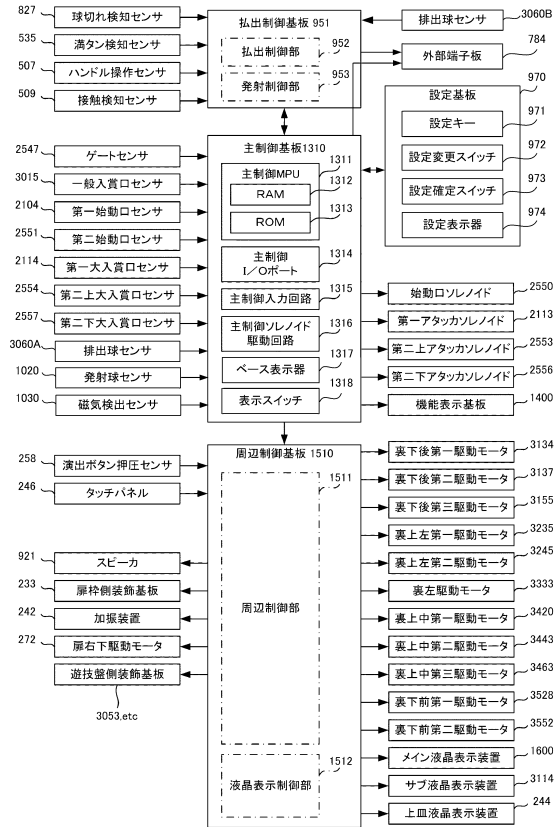 827
球切れ検知センサ
535
満タン検知センサ
507
ハンドル操作センサ
509
接触検知センサ
払出制御基板 951
払出制御部
952
発射制御部
953
排出球センサ
3060B
外部端子板
784
設定基板
970
設定キー
971
設定変更スイッチ
972
設定確定スイッチ
973
設定表示器
974
2547
ゲートセンサ
3015
一般入賞口センサ
2104
第一始動口センサ
2551
第二始動口センサ
2114
第一大入賞口センサ
2554
第二上大入賞口センサ
2557
第二下大入賞口センサ
3060A
排出球センサ
1020
発射球センサ
1030
磁気検出センサ
主制御基板1310
主制御MPU
1311
RAM
1312
ROM
1313
主制御
I/Oポート
1314
主制御入力回路
1315
主制御ソレノイド
駆動回路
1316
ベース表示器
1317
表示スイッチ
1318
始動口ソレノイド
2550
第一アタッカソレノイド
2113
第二上アタッカソレノイド
2553
第二下アタッカソレノイド
2556
機能表示基板
1400
258
演出ボタン押圧センサ
246
タッチパネル
921
スピーカ
233
扉枠側装飾基板
242
加振装置
272
扉右下駆動モータ
遊技盤側装飾基板
3053,etc
周辺制御基板 1510
1511
周辺制御部
1512
液晶表示制御部
裏下後第一駆動モータ
3134
裏下後第二駆動モータ
3137
裏下後第三駆動モータ
3155
裏上左第一駆動モータ
3235
裏上左第二駆動モータ
3245
裏左駆動モータ
3333
裏上中第一駆動モータ
3420
裏上中第二駆動モータ
3443
裏上中第三駆動モータ
3463
裏下前第一駆動モータ
3528
裏下前第二駆動モータ
3552
メイン液晶表示装置
1600
サブ液晶表示装置
3114
上皿液晶表示装置
244